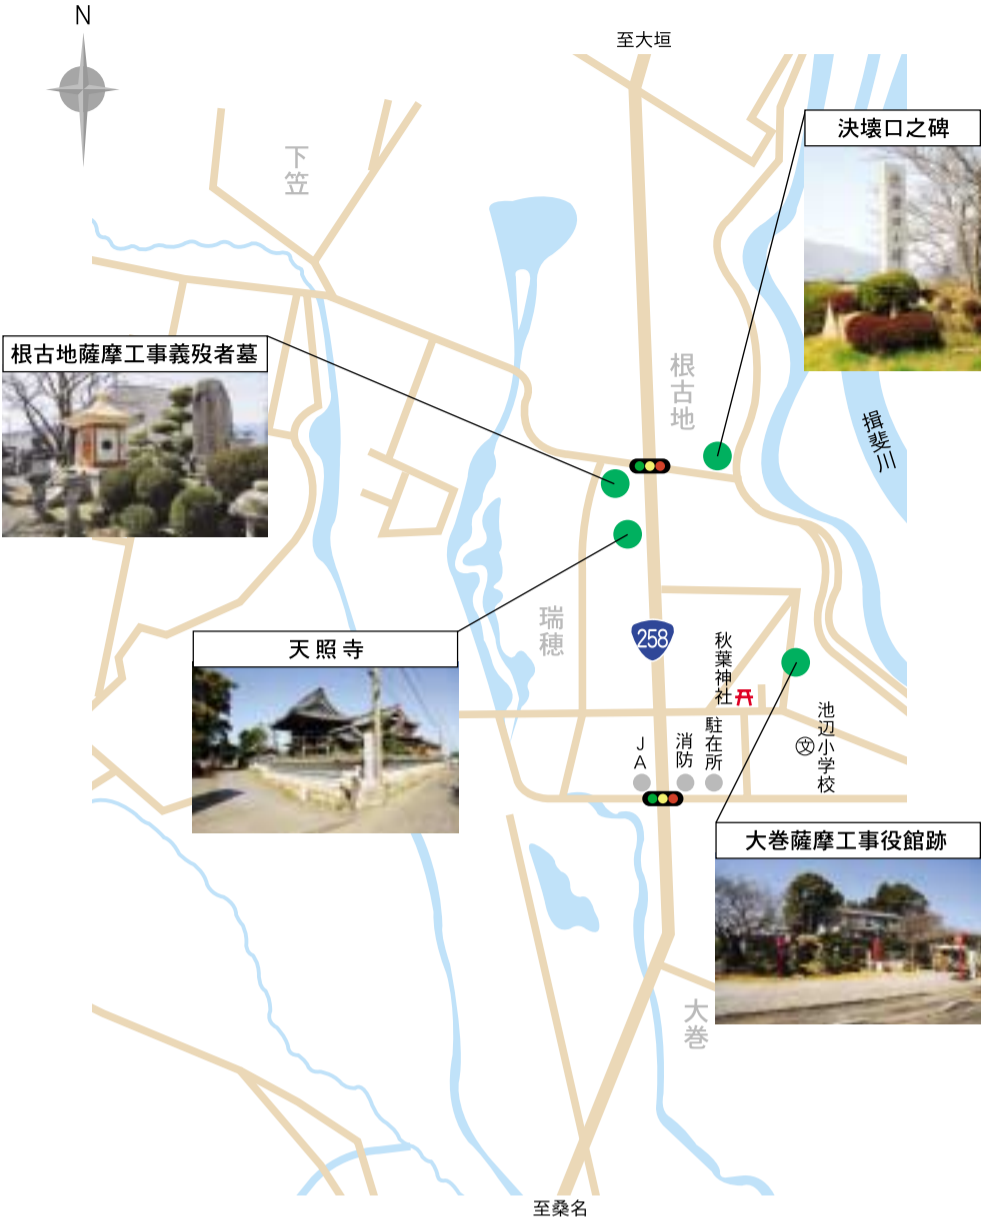 N
至大垣
決壊口之碑
下笠
根古地薩摩工事義歿者墓
根古地
揖斐川
天照寺
瑞穂
258
秋葉神社
池辺小学校
文
JA
消防
駐在所
大巻薩摩工事役館跡
大巻
至桑名